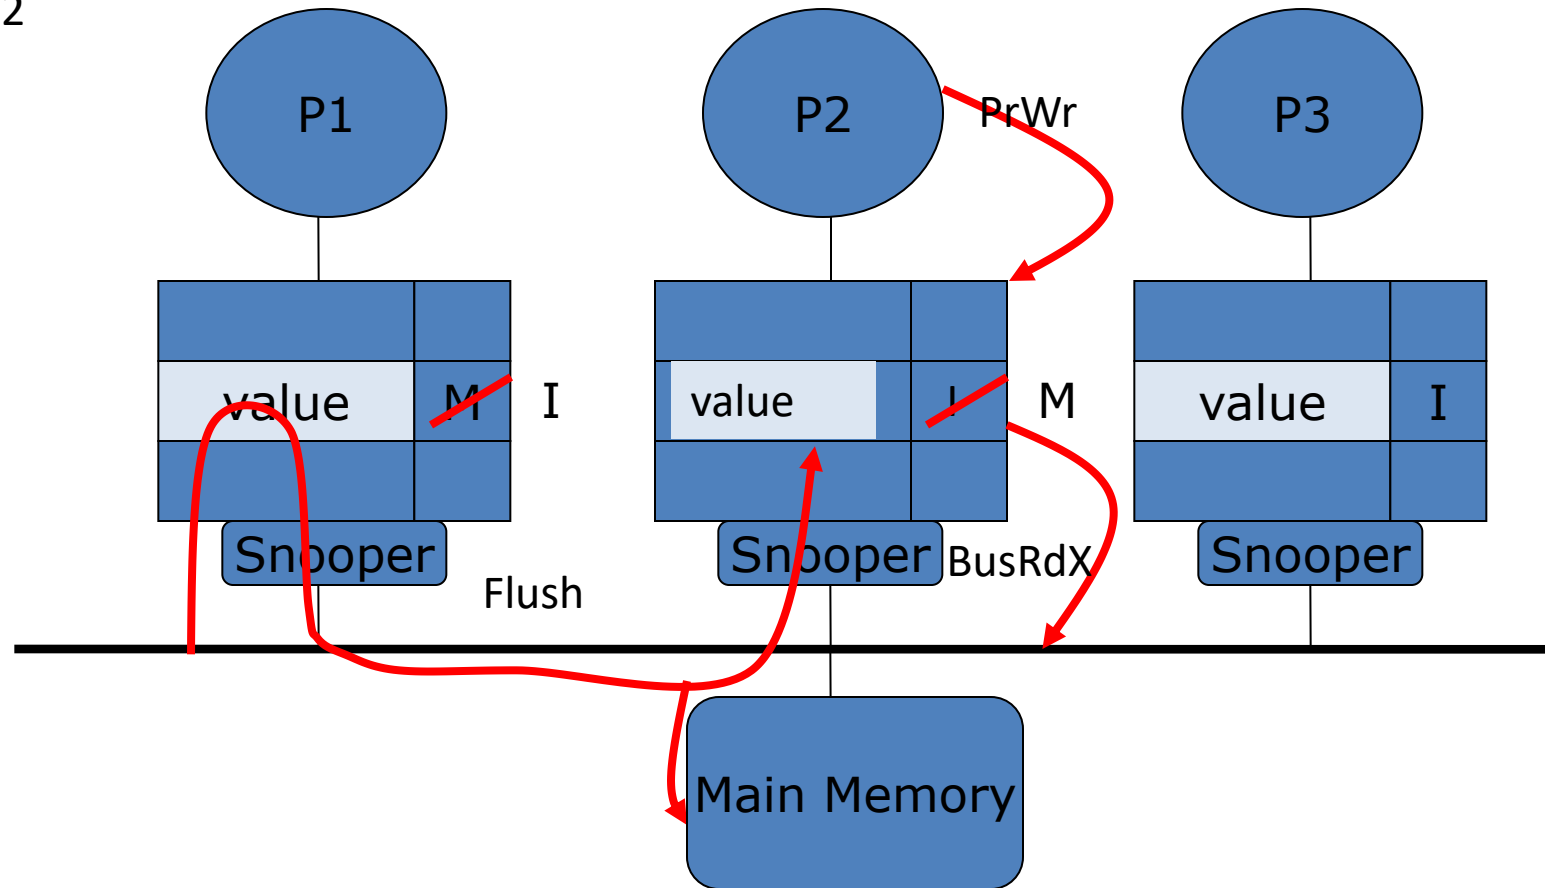 2
P1
P2
PrWr
P3
value M I
value I M
value I
Snooper
Snooper
BusRdX
Snooper
Flush
Main Memory